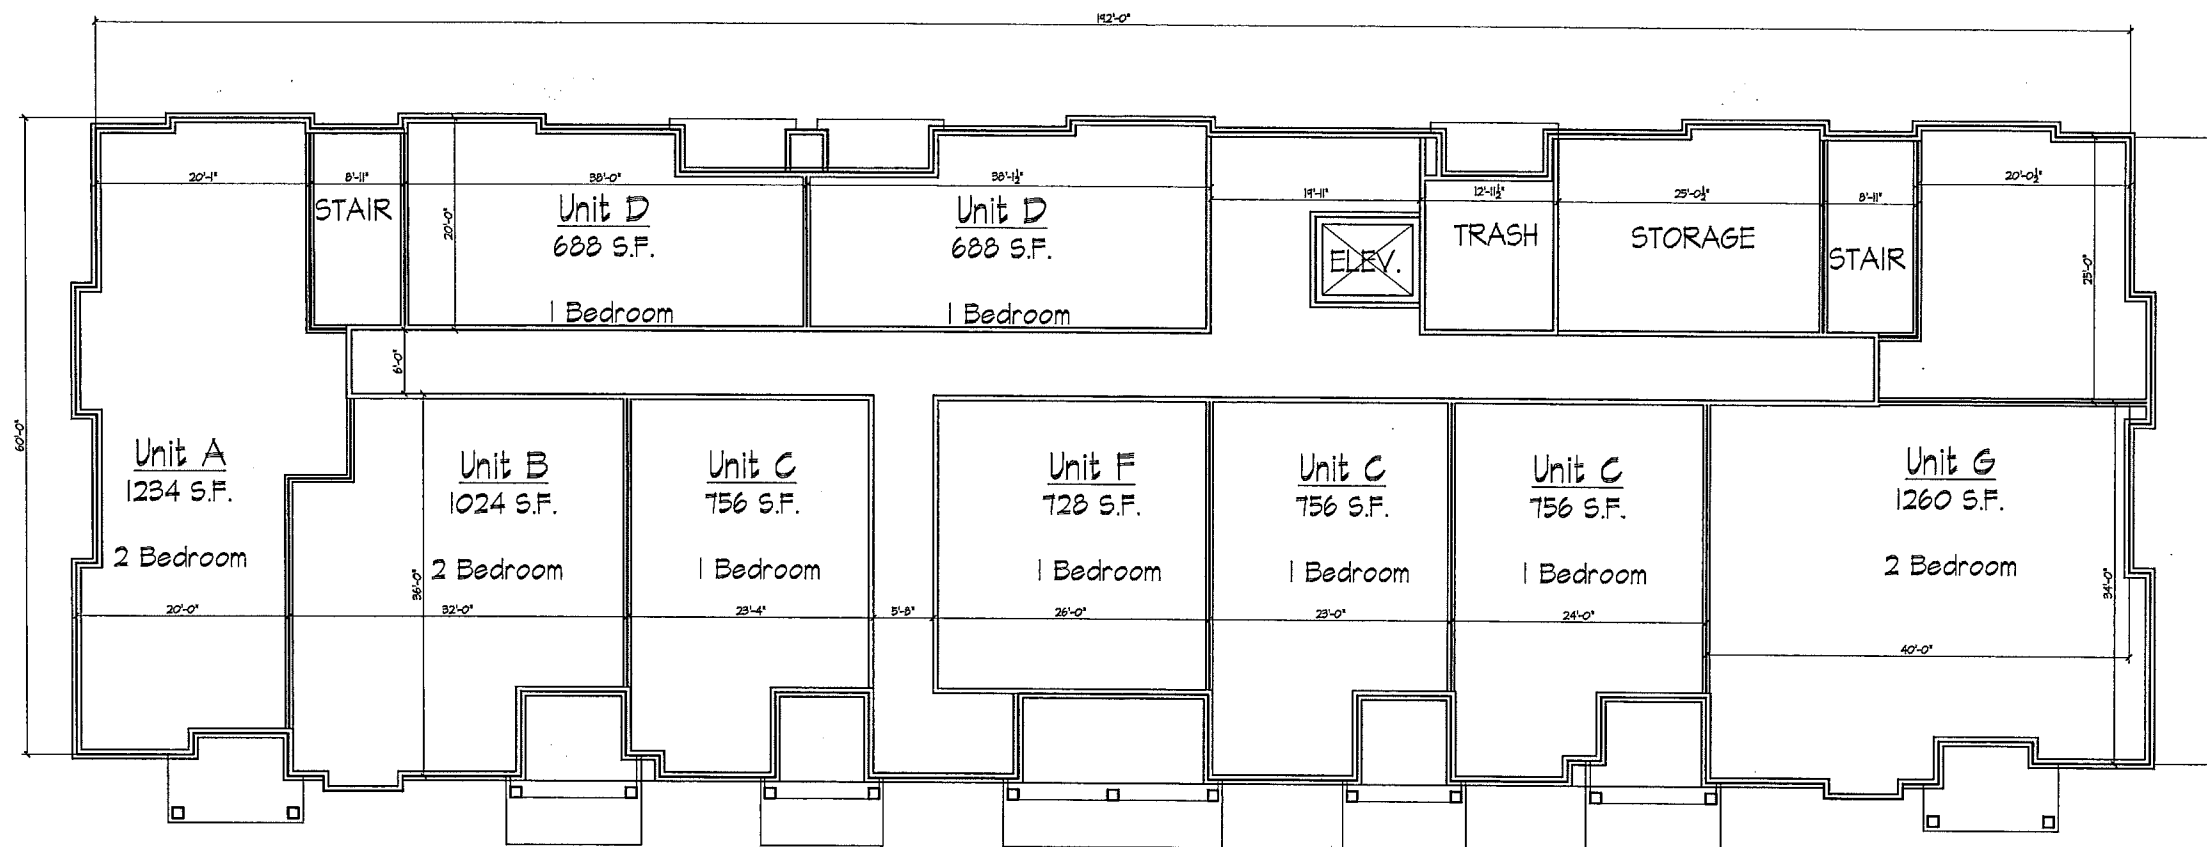 192'-0"
20'-1"
8'-11"
38'-0"
38'-1½"
19'-11"
12'-11½"
25'-0½"
8'-11"
20'-0½"
STAIR
20'-0"
Unit D
688 S.F.
1 Bedroom
Unit D
688 S.F.
1 Bedroom
ELEV.
TRASH
STORAGE
STAIR
25'-0"
6'-0"
60'-0"
Unit A
1234 S.F.
2 Bedroom
Unit B
1024 S.F.
2 Bedroom
36'-0"
Unit C
756 S.F.
1 Bedroom
Unit F
728 S.F.
1 Bedroom
Unit C
756 S.F.
1 Bedroom
Unit C
756 S.F.
1 Bedroom
Unit G
1260 S.F.
2 Bedroom
34'-0"
20'-0"
32'-0"
23'-4"
5'-8"
26'-0"
23'-0"
24'-0"
40'-0"